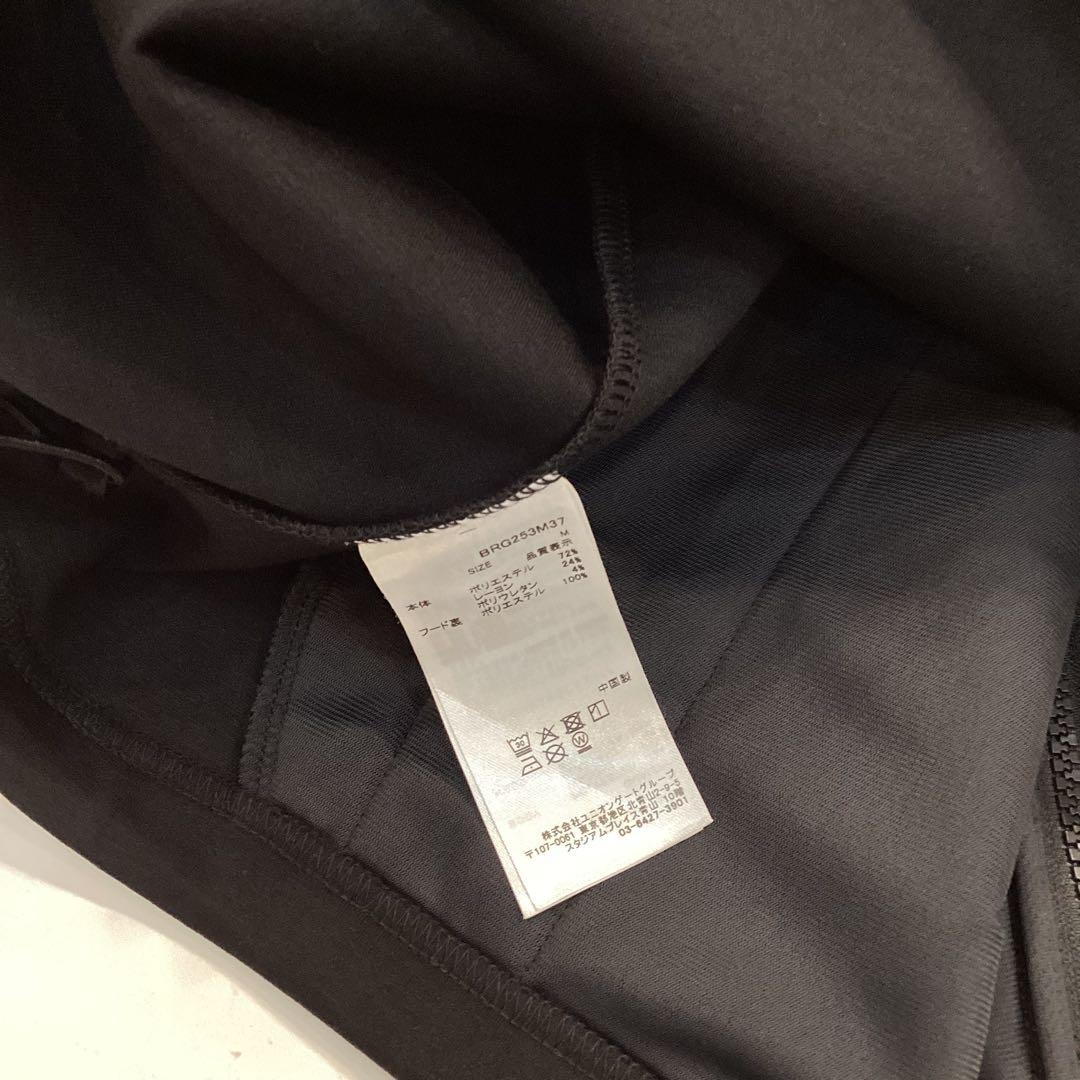 BRG253M37
SIZE M
品質表示
本体 ポリエステル 72%
レーヨン 24%
ポリウレタン 4%
フード裏 ポリエステル 100%
中国製
30
W
株式会社ユニオンゲートグループ
〒107-0061 東京都港区北青山2-9-5
スタジアムプレイス青山 10階
03-6427-3901